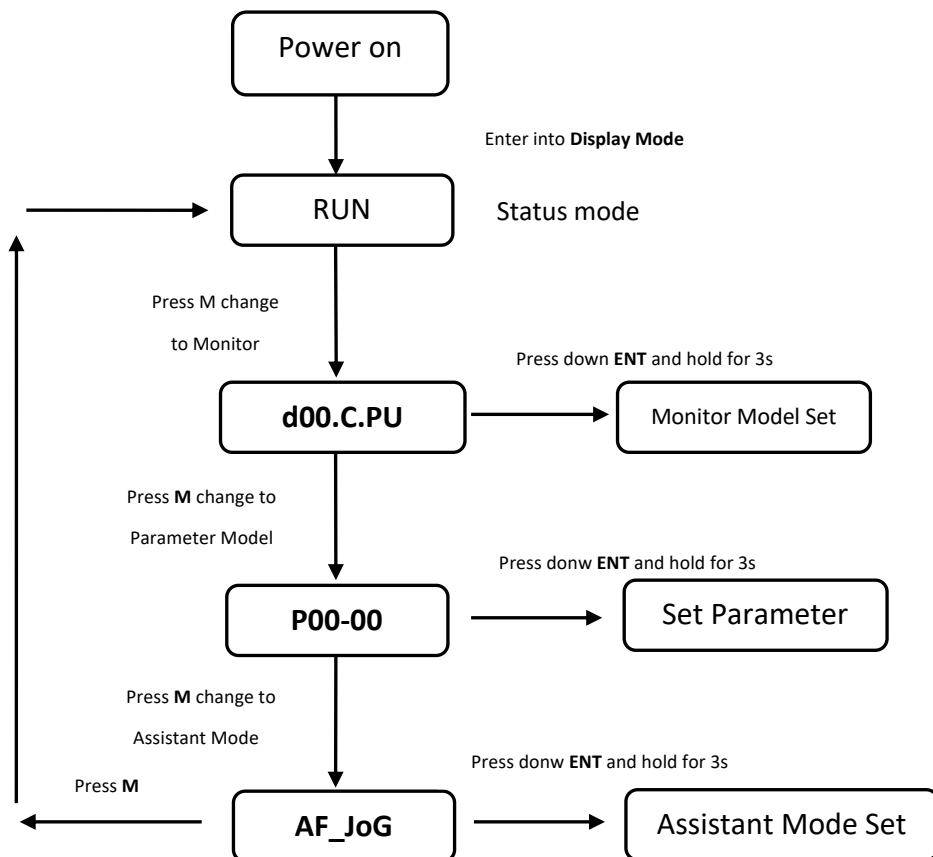 Power on
Enter into Display Mode
RUN
Status mode
Press M change
to Monitor
Press down ENT and hold for 3s
d00.C.PU
Monitor Model Set
Press M change to
Parameter Model
Press donw ENT and hold for 3s
P00-00
Set Parameter
Press M change to
Assistant Mode
Press donw ENT and hold for 3s
Press M
AF_JoG
Assistant Mode Set